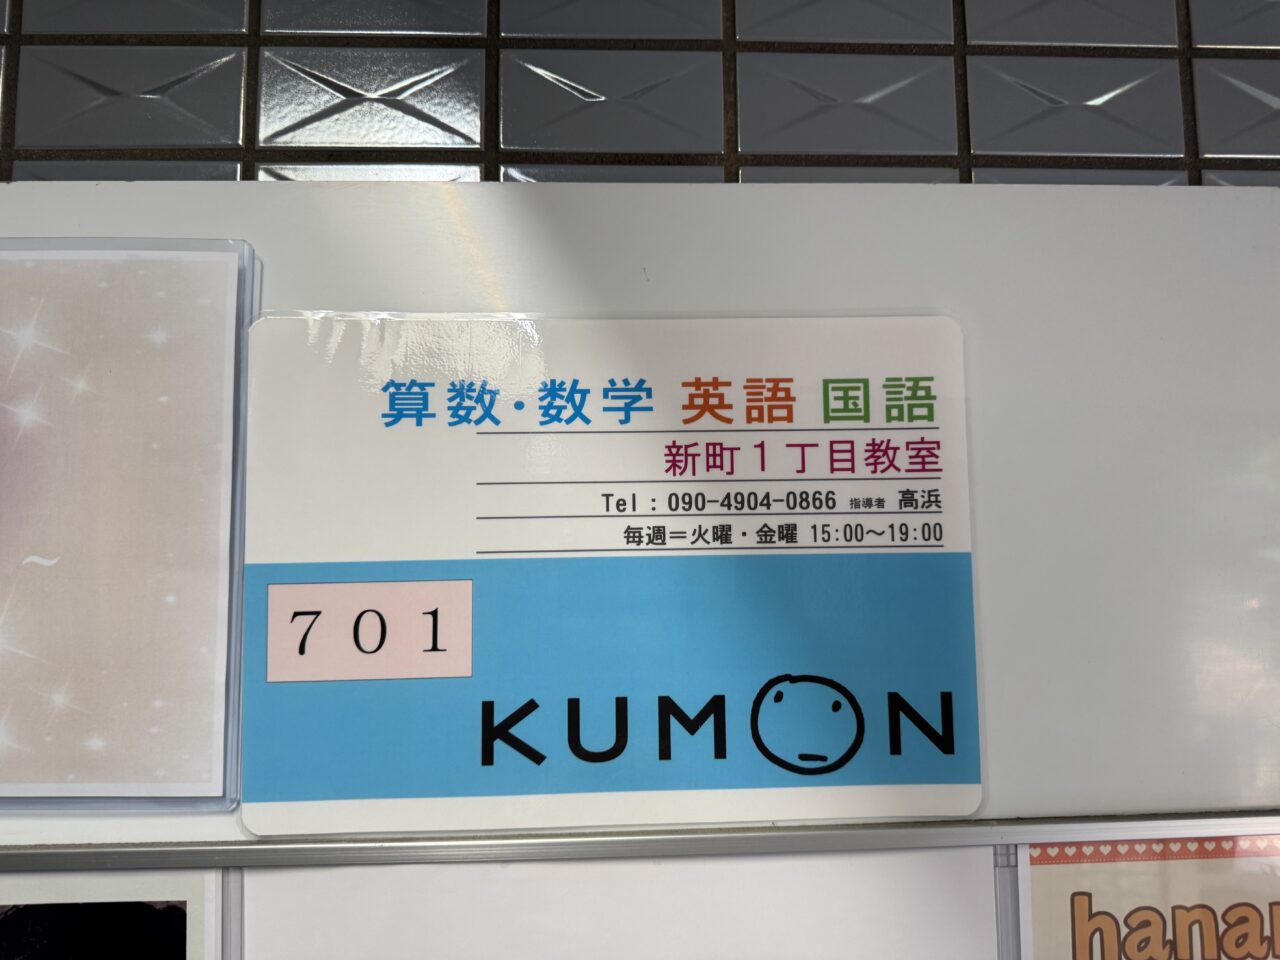 算数・数学 英語 国語
新町１丁目教室
Tel : 090-4904-0866 指導者 高浜
毎週＝火曜・金曜 15:00～19:00
７０１
KUMON